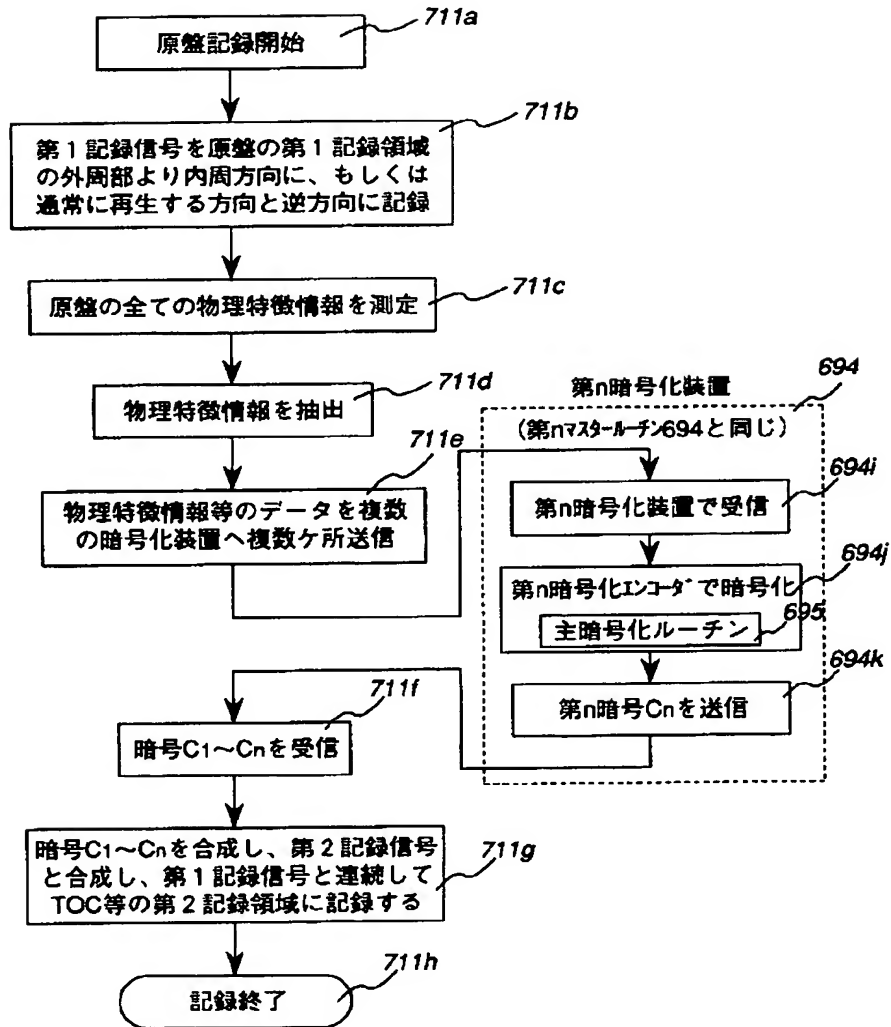 711a
原盤記録開始
711b
第1記録信号を原盤の第1記録領域
の外周部より内周方向に、もしくは
通常に再生する方向と逆方向に記録
711c
原盤の全ての物理特徴情報を測定
711d
物理特徴情報を抽出
711e
物理特徴情報等のデータを複数
の暗号化装置へ複数ケ所送信
第n暗号化装置
694
(第nマスタールーチン694と同じ)
694i
第n暗号化装置で受信
694j
第n暗号化エンコーダで暗号化
695
主暗号化ルーチン
694k
第n暗号Cnを送信
711f
暗号C1〜Cnを受信
711g
暗号C1〜Cnを合成し、第2記録信号
と合成し、第1記録信号と連続して
TOC等の第2記録領域に記録する
711h
記録終了